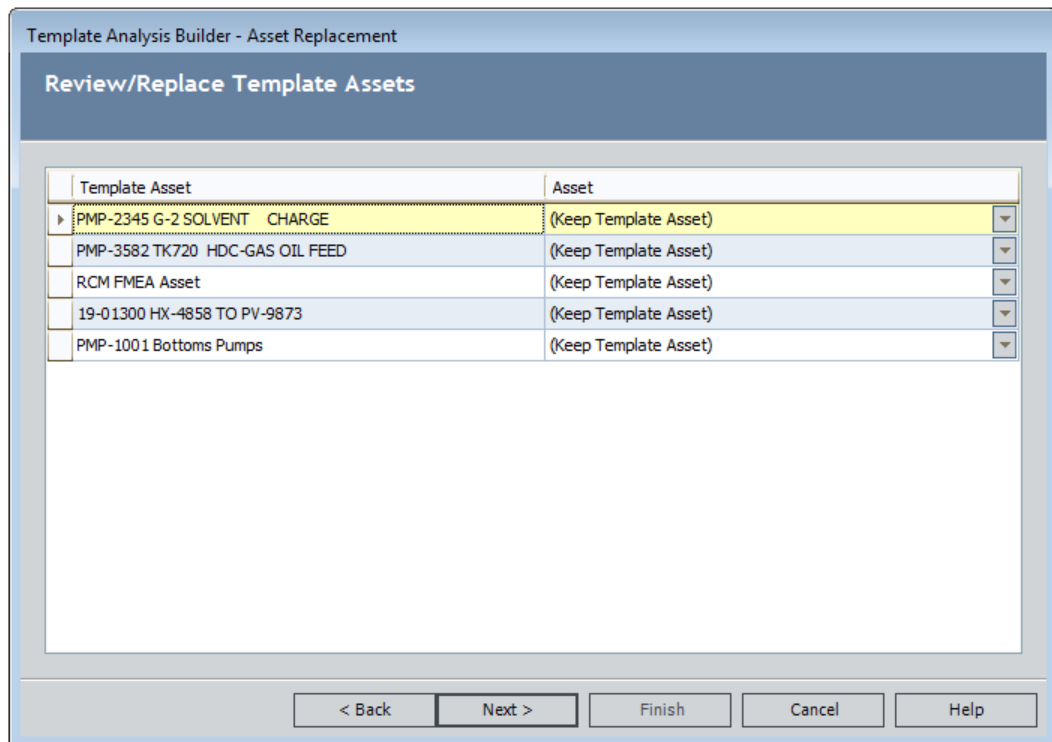 Template Analysis Builder - Asset Replacement
Review/Replace Template Assets
Template Asset Asset
PMP-2345 G-2 SOLVENT    CHARGE (Keep Template Asset)
PMP-3582 TK720  HDC-GAS OIL FEED (Keep Template Asset)
RCM FMEA Asset (Keep Template Asset)
19-01300 HX-4858 TO PV-9873 (Keep Template Asset)
PMP-1001 Bottoms Pumps (Keep Template Asset)
< Back Next > Finish Cancel Help